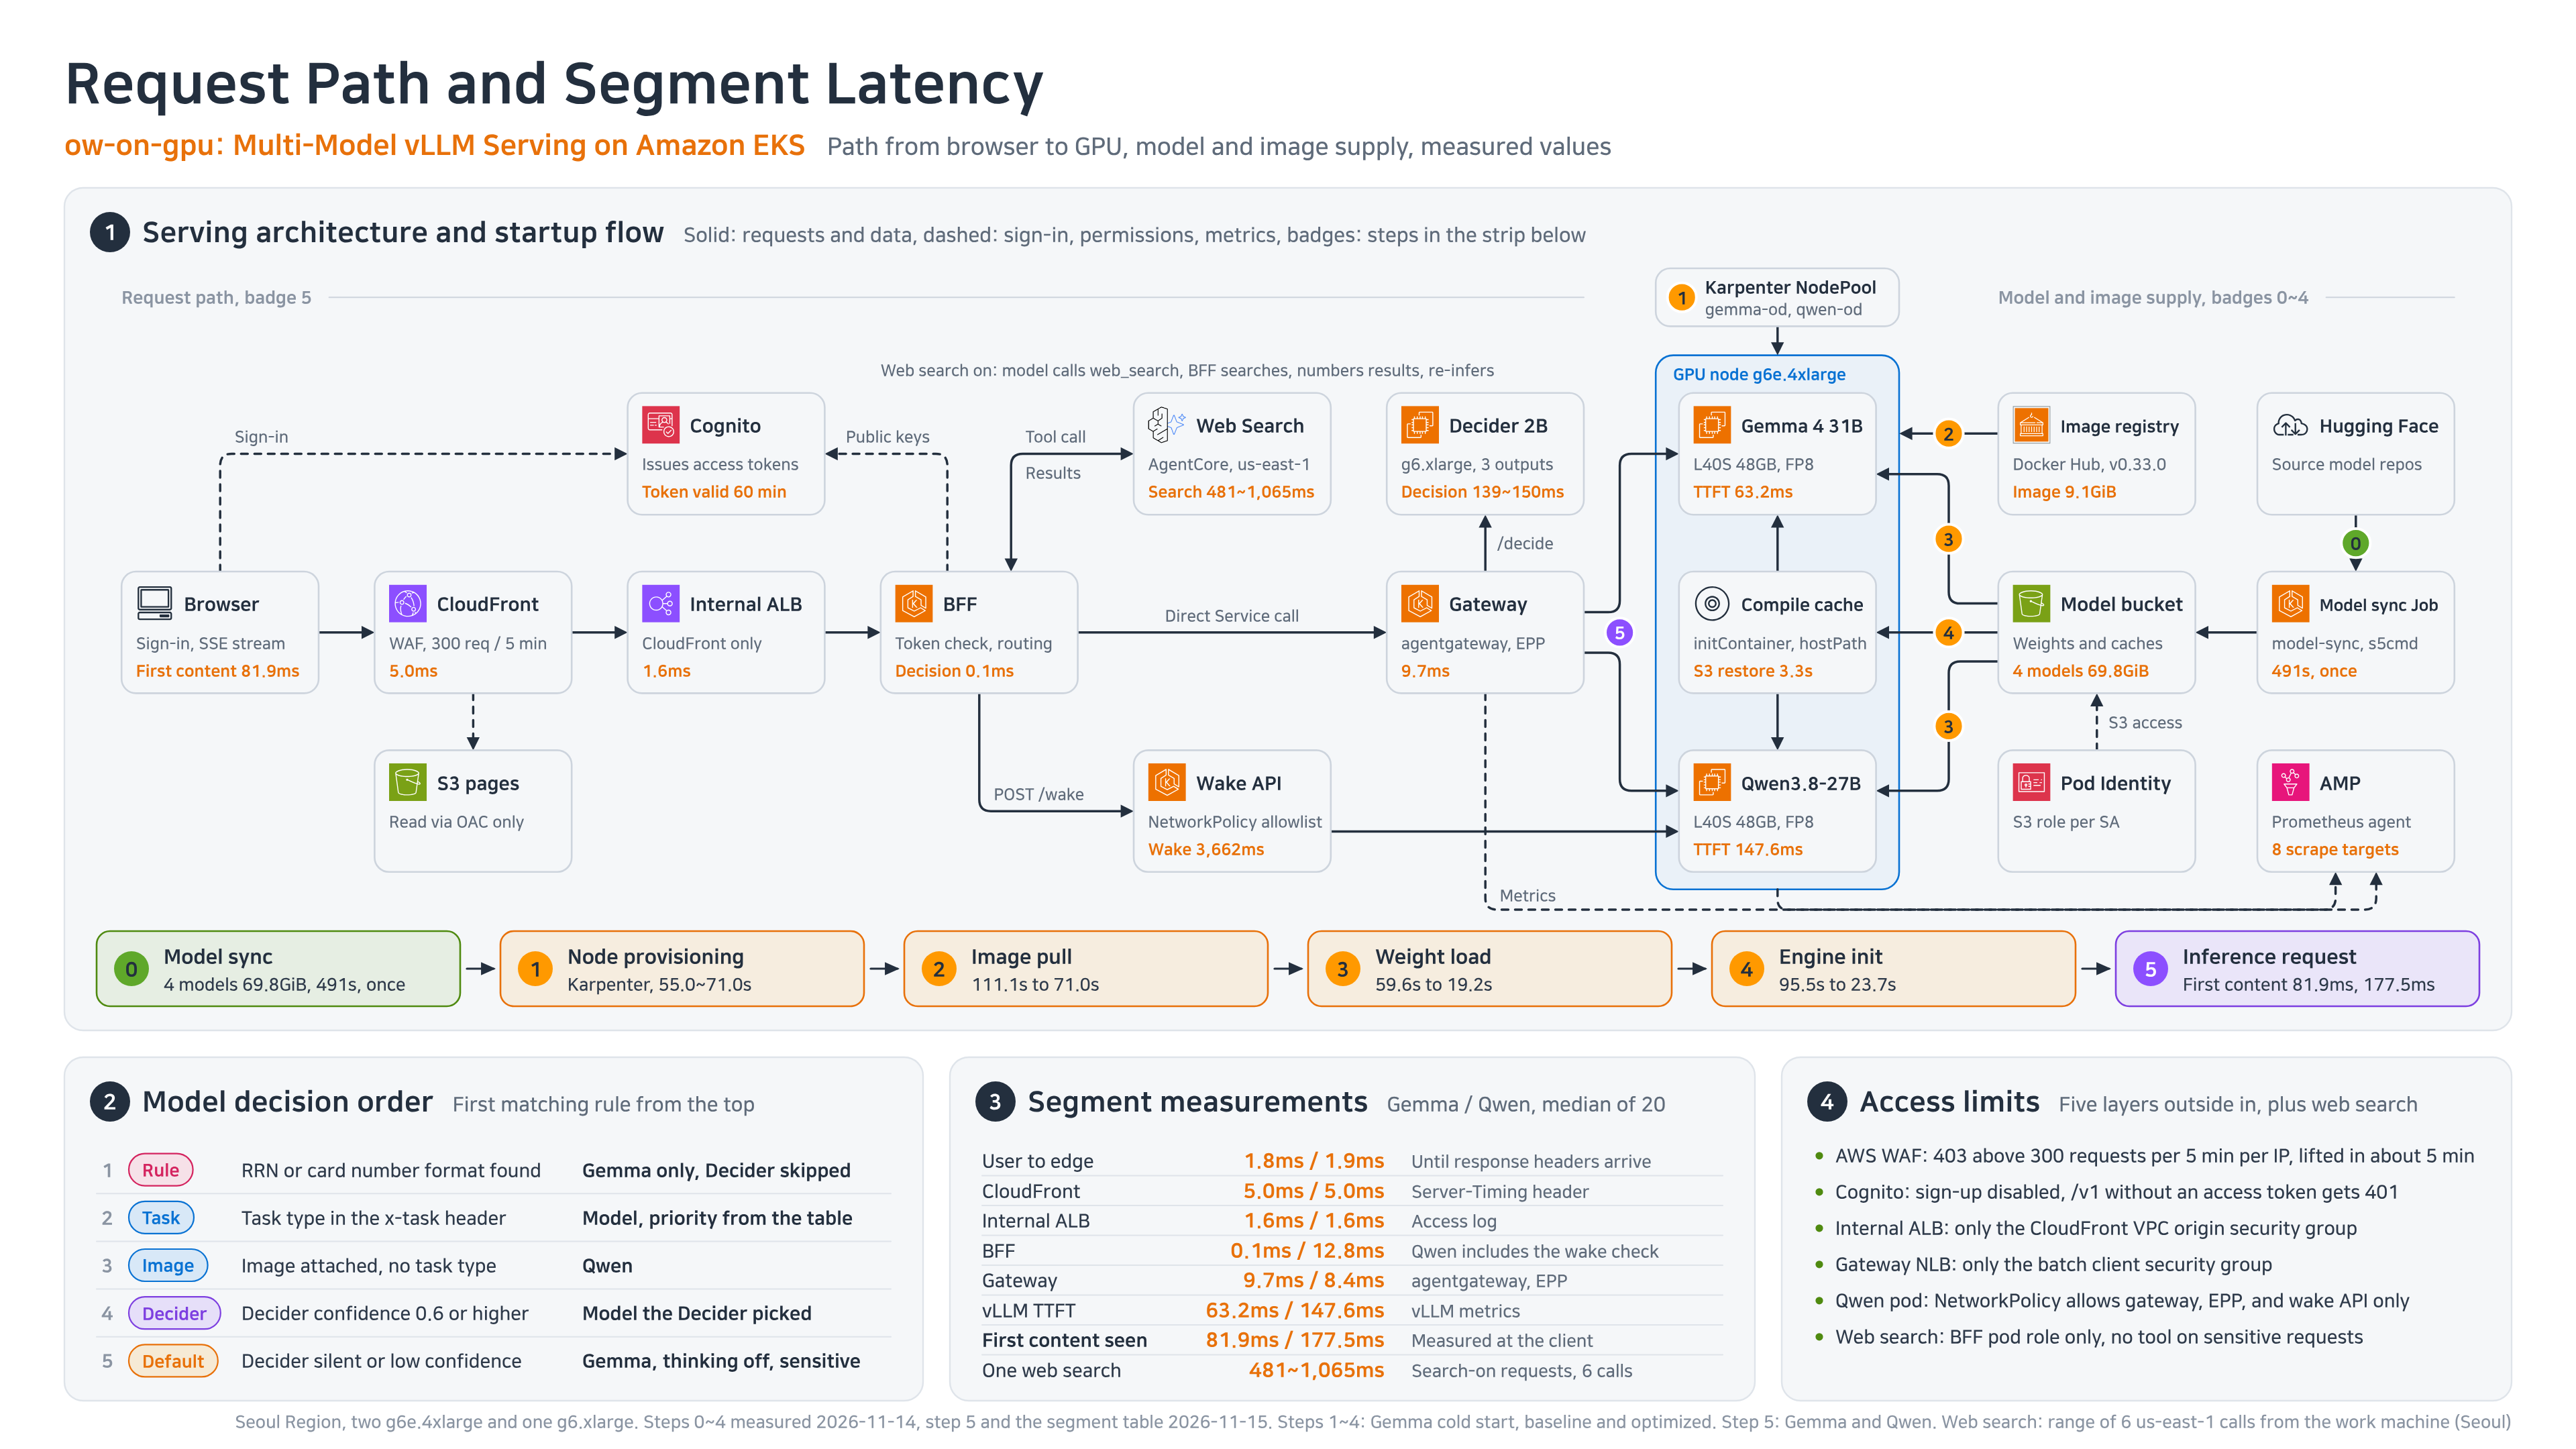 Request Path and Segment Latency
ow-on-gpu: Multi-Model vLLM Serving on Amazon EKS Path from browser to GPU, model and image supply, measured values
1 Serving architecture and startup flow Solid: requests and data, dashed: sign-in, permissions, metrics, badges: steps in the strip below
Request path, badge 5
1 Karpenter NodePool
gemma-od, qwen-od
Model and image supply, badges 0~4
Web search on: model calls web_search, BFF searches, numbers results, re-infers
GPU node g6e.4xlarge
Sign-in
Cognito
Issues access tokens
Token valid 60 min
Public keys
Tool call
Results
Web Search
AgentCore, us-east-1
Search 481~1,065ms
Decider 2B
g6.xlarge, 3 outputs
Decision 139~150ms
/decide
Gemma 4 31B
L40S 48GB, FP8
TTFT 63.2ms
2
Image registry
Docker Hub, v0.33.0
Image 9.1GiB
Hugging Face
Source model repos
3
0
Browser
Sign-in, SSE stream
First content 81.9ms
CloudFront
WAF, 300 req / 5 min
5.0ms
Internal ALB
CloudFront only
1.6ms
BFF
Token check, routing
Decision 0.1ms
Direct Service call
Gateway
agentgateway, EPP
9.7ms
5
Compile cache
initContainer, hostPath
S3 restore 3.3s
4
Model bucket
Weights and caches
4 models 69.8GiB
Model sync Job
model-sync, s5cmd
491s, once
3
S3 access
S3 pages
Read via OAC only
POST /wake
Wake API
NetworkPolicy allowlist
Wake 3,662ms
Qwen3.8-27B
L40S 48GB, FP8
TTFT 147.6ms
Pod Identity
S3 role per SA
AMP
Prometheus agent
8 scrape targets
Metrics
0 Model sync
4 models 69.8GiB, 491s, once
1 Node provisioning
Karpenter, 55.0~71.0s
2 Image pull
111.1s to 71.0s
3 Weight load
59.6s to 19.2s
4 Engine init
95.5s to 23.7s
5 Inference request
First content 81.9ms, 177.5ms
2 Model decision order First matching rule from the top
1 Rule RRN or card number format found Gemma only, Decider skipped
2 Task Task type in the x-task header Model, priority from the table
3 Image Image attached, no task type Qwen
4 Decider Decider confidence 0.6 or higher Model the Decider picked
5 Default Decider silent or low confidence Gemma, thinking off, sensitive
3 Segment measurements Gemma / Qwen, median of 20
User to edge 1.8ms / 1.9ms Until response headers arrive
CloudFront 5.0ms / 5.0ms Server-Timing header
Internal ALB 1.6ms / 1.6ms Access log
BFF 0.1ms / 12.8ms Qwen includes the wake check
Gateway 9.7ms / 8.4ms agentgateway, EPP
vLLM TTFT 63.2ms / 147.6ms vLLM metrics
First content seen 81.9ms / 177.5ms Measured at the client
One web search 481~1,065ms Search-on requests, 6 calls
4 Access limits Five layers outside in, plus web search
• AWS WAF: 403 above 300 requests per 5 min per IP, lifted in about 5 min
• Cognito: sign-up disabled, /v1 without an access token gets 401
• Internal ALB: only the CloudFront VPC origin security group
• Gateway NLB: only the batch client security group
• Qwen pod: NetworkPolicy allows gateway, EPP, and wake API only
• Web search: BFF pod role only, no tool on sensitive requests
Seoul Region, two g6e.4xlarge and one g6.xlarge. Steps 0~4 measured 2026-11-14, step 5 and the segment table 2026-11-15. Steps 1~4: Gemma cold start, baseline and optimized. Step 5: Gemma and Qwen. Web search: range of 6 us-east-1 calls from the work machine (Seoul)